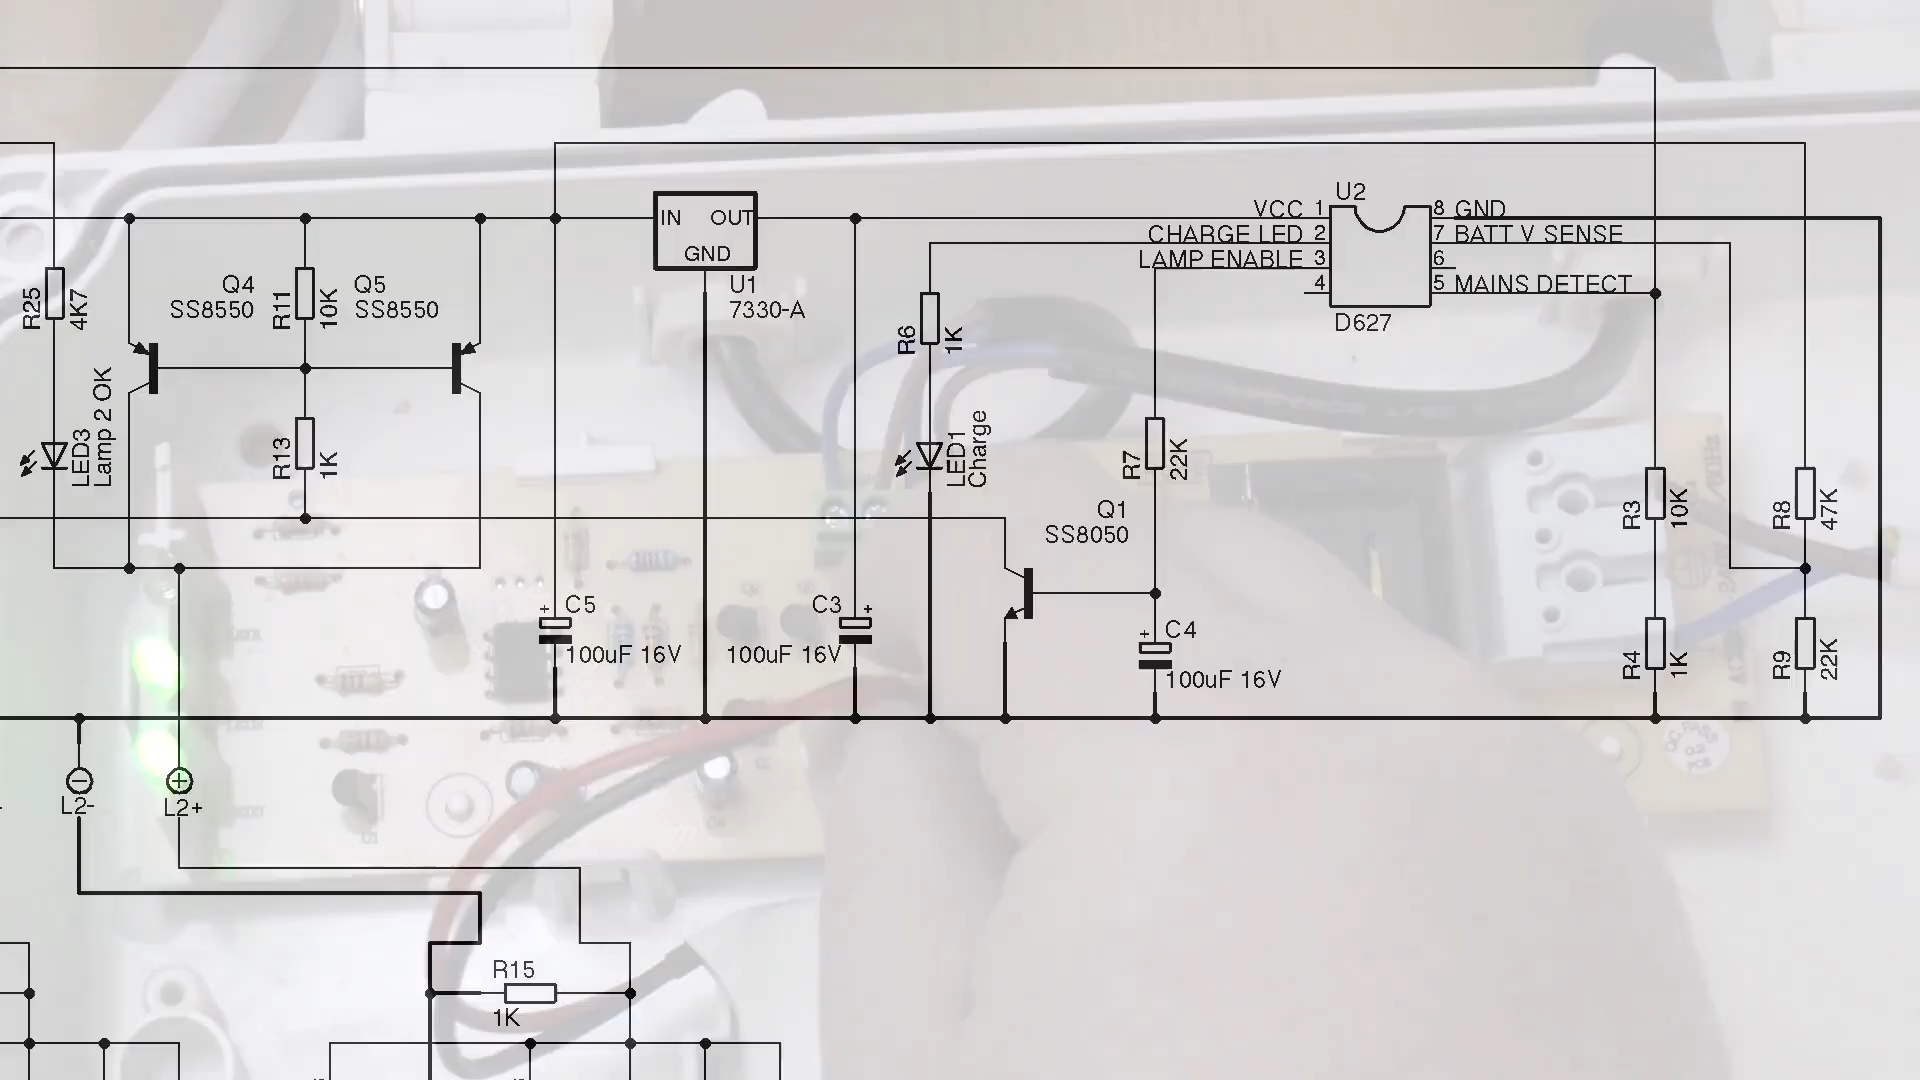 U2
IN OUT
GND
VCC 1
8 GND
CHARGE LED 2
7 BATT V SENSE
LAMP ENABLE 3
6
4
5 MAINS DETECT
D627
U1
7330-A
Q4
SS8550
R11
10K
Q5
SS8550
R25
4K7
R6
1K
LED3
Lamp 2 OK
R13
1K
LED1
Charge
R7
22K
Q1
SS8050
R3
10K
R8
47K
+ C5
100uF 16V
C3 +
100uF 16V
+ C4
100uF 16V
R4
1K
R9
22K
−
L2-
+
L2+
R15
1K